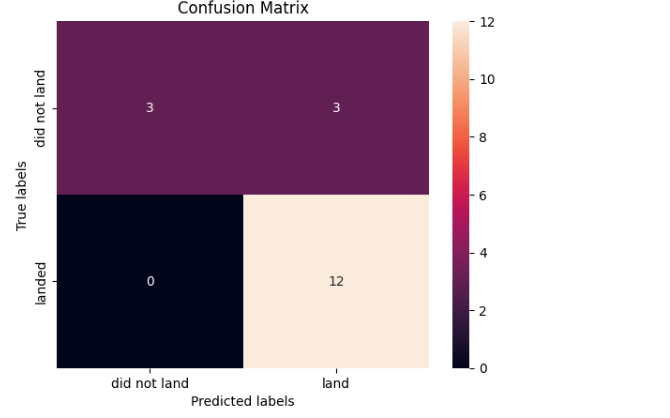 Confusion Matrix
True labels
did not land
landed
3
3
0
12
did not land
land
Predicted labels
12
10
8
6
4
2
0